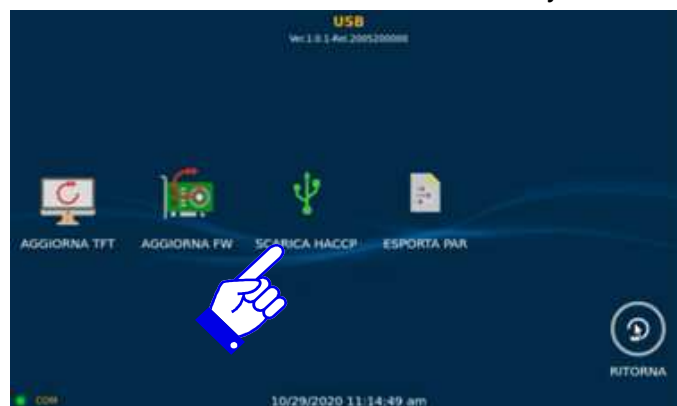 USB
AGGIORNA TFT AGGIORNA FW SCARICA HACCP ESPORTA PAR
RITORNA
COM
10/29/2020 11:14:49 am